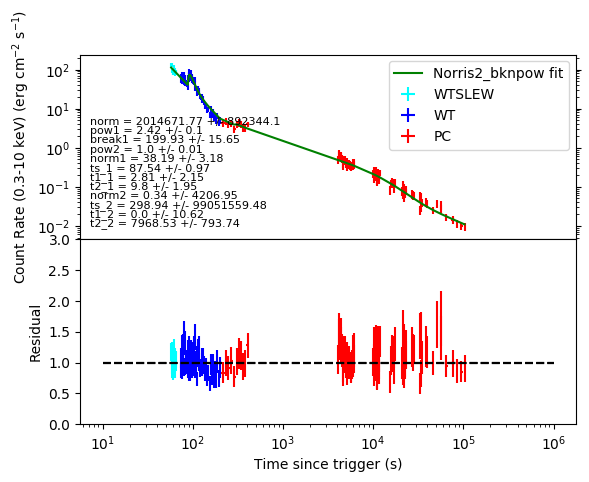 Count Rate (0.3-10 keV) (erg cm⁻² s⁻¹)
10²
10¹
10⁰
10⁻¹
10⁻²
Norris2_bknpow fit
WTSLEW
WT
PC
norm = 2014671.77 +/- 892344.1
pow1 = 2.42 +/- 0.1
break1 = 199.93 +/- 15.65
pow2 = 1.0 +/- 0.01
norm1 = 38.19 +/- 3.18
ts_1 = 87.54 +/- 0.97
t1_1 = 2.81 +/- 2.15
t2_1 = 9.8 +/- 1.95
norm2 = 0.34 +/- 4206.95
ts_2 = 298.94 +/- 99051559.48
t1_2 = 0.0 +/- 10.62
t2_2 = 7968.53 +/- 793.74
Residual
3.0
2.5
2.0
1.5
1.0
0.5
0.0
10¹ 10² 10³ 10⁴ 10⁵ 10⁶
Time since trigger (s)